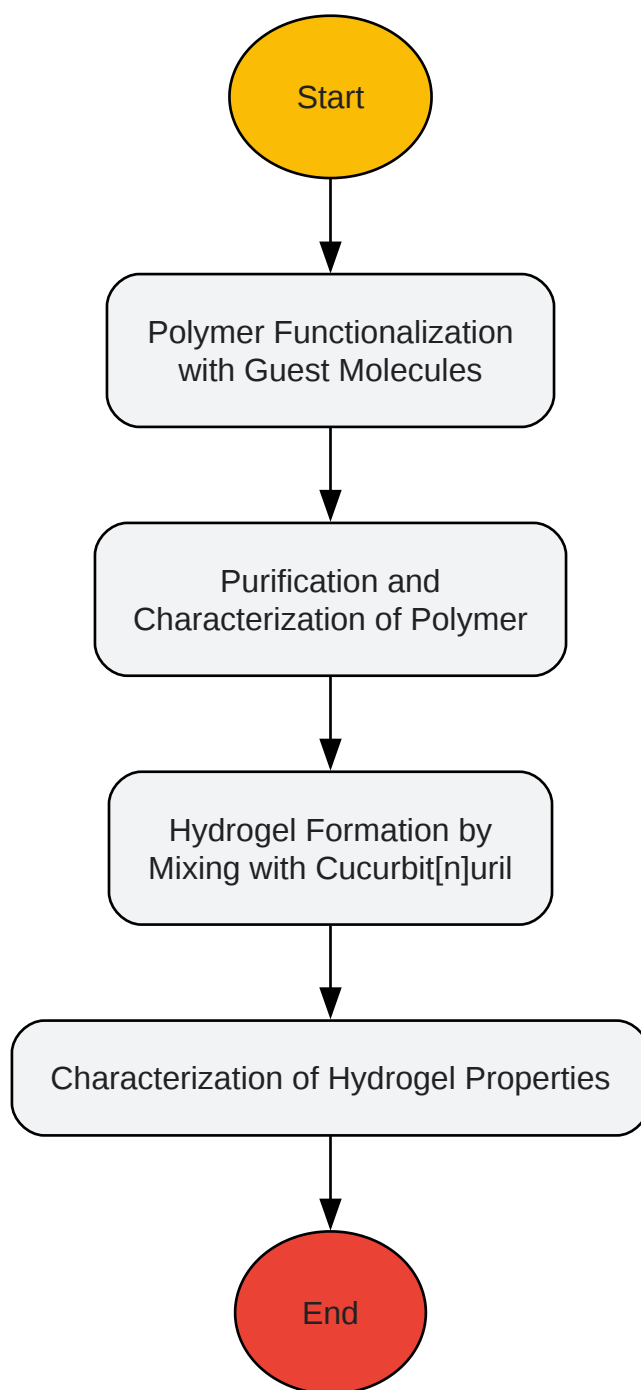 Start
Polymer Functionalization
with Guest Molecules
Purification and
Characterization of Polymer
Hydrogel Formation by
Mixing with Cucurbit[n]uril
Characterization of Hydrogel Properties
End